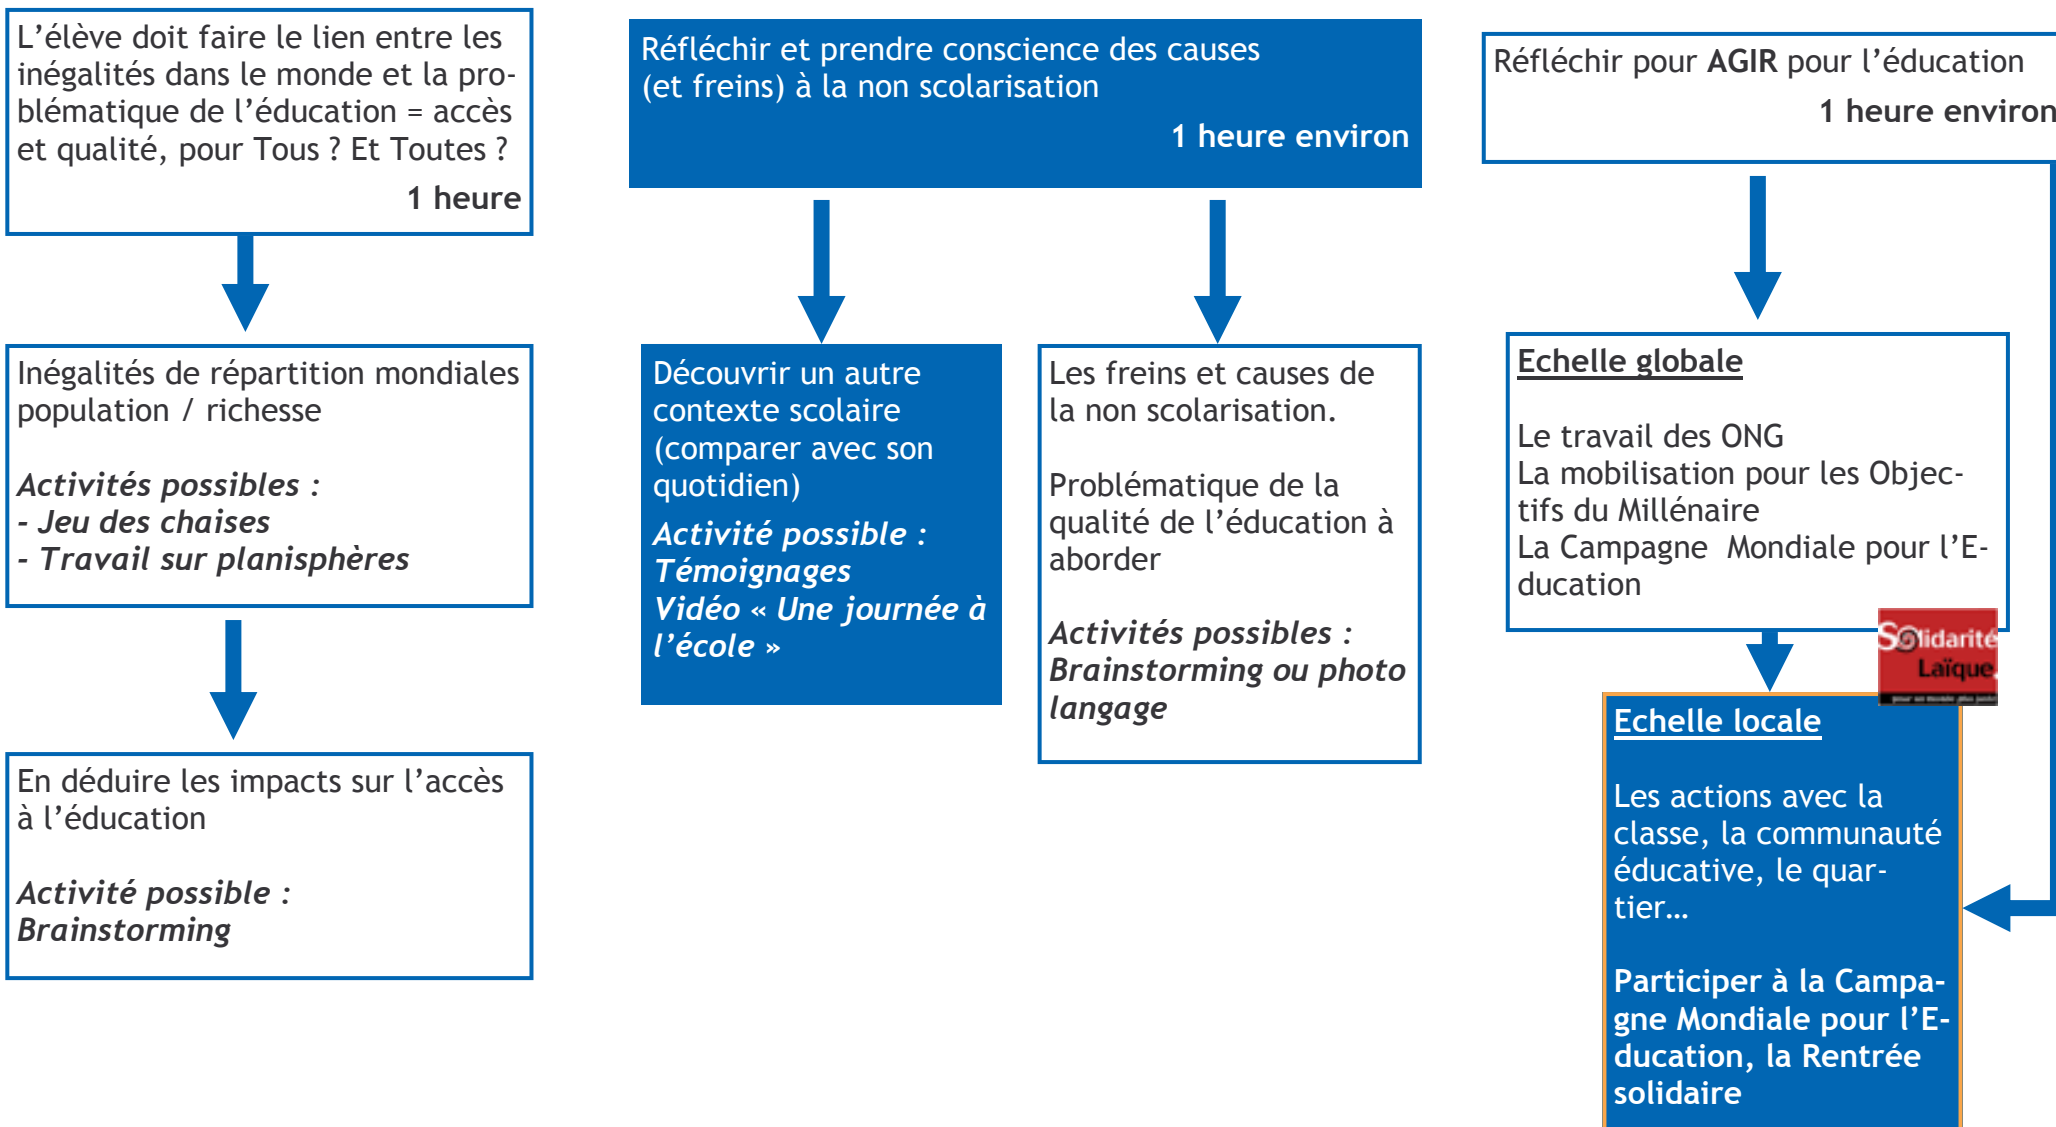 L’élève doit faire le lien entre les
inégalités dans le monde et la pro-
blématique de l’éducation = accès
et qualité, pour Tous ? Et Toutes ?
1 heure
Inégalités de répartition mondiales
population / richesse
Activités possibles :
- Jeu des chaises
- Travail sur planisphères
En déduire les impacts sur l’accès
à l’éducation
Activité possible :
Brainstorming
Réfléchir et prendre conscience des causes
(et freins) à la non scolarisation
1 heure environ
Découvrir un autre
contexte scolaire
(comparer avec son
quotidien)
Activité possible :
Témoignages
Vidéo « Une journée à
l’école »
Les freins et causes de
la non scolarisation.
Problématique de la
qualité de l’éducation à
aborder
Activités possibles :
Brainstorming ou photo
langage
Réfléchir pour AGIR pour l’éducation
1 heure environ
Echelle globale
Le travail des ONG
La mobilisation pour les Objec-
tifs du Millénaire
La Campagne  Mondiale pour l’E-
ducation
Solidarité
Laïque
Echelle locale
Les actions avec la
classe, la communauté
éducative, le quar-
tier…
Participer à la Campa-
gne Mondiale pour l’E-
ducation, la Rentrée
solidaire